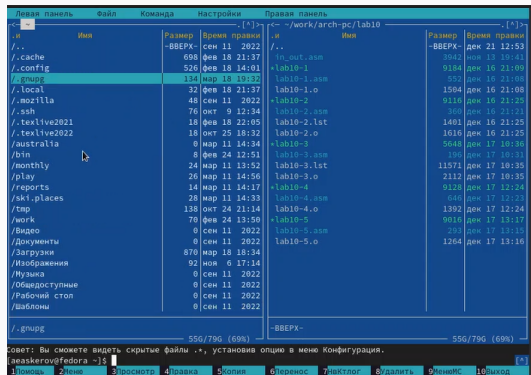 Левая панель Файл Команда Настройки Правая панель
<- ~ .[^]>
.и Имя Размер Время правки
/.. -ВВЕРХ- сен 11 2022
/.cache 698 фев 18 21:37
/.config 526 фев 18 14:01
/.gnupg 134 мар 18 19:32
/.local 32 фев 18 21:37
/.mozilla 48 сен 11 2022
/.ssh 76 окт 9 12:34
/.texlive2021 18 фев 18 22:05
/.texlive2022 18 окт 25 18:32
/australia 0 мар 11 14:34
/bin 8 фев 24 12:51
/monthly 24 мар 11 13:52
/play 26 мар 11 14:56
/reports 14 мар 11 14:17
/ski.places 28 мар 11 14:33
/tmp 138 окт 24 21:14
/work 70 фев 24 13:50
/Видео 0 сен 11 2022
/Документы 0 сен 11 2022
/Загрузки 870 мар 18 18:34
/Изображения 92 ноя 6 17:14
/Музыка 0 сен 11 2022
/Общедоступные 0 сен 11 2022
/Рабочий стол 0 сен 11 2022
/Шаблоны 0 сен 11 2022
/.gnupg
55G/79G (69%)
<- ~/work/arch-pc/lab10 .[^]>
.и Имя Размер Время правки
/.. -ВВЕРХ- дек 21 12:53
in_out.asm 3942 ноя 13 19:41
*lab10-1 9184 дек 16 21:09
lab10-1.asm 552 дек 16 21:08
lab10-1.o 1504 дек 16 21:08
*lab10-2 9116 дек 16 21:25
lab10-2.asm 360 дек 16 21:21
lab10-2.lst 1401 дек 16 21:25
lab10-2.o 1616 дек 16 21:25
*lab10-3 5648 дек 17 10:36
lab10-3.asm 196 дек 17 10:31
lab10-3.lst 11571 дек 17 10:35
lab10-3.o 2112 дек 17 10:35
*lab10-4 9128 дек 17 12:24
lab10-4.asm 646 дек 17 12:23
lab10-4.o 1392 дек 17 12:24
*lab10-5 9016 дек 17 13:17
lab10-5.asm 293 дек 17 13:15
lab10-5.o 1264 дек 17 13:16
-ВВЕРХ-
55G/79G (69%)
Совет: Вы сможете видеть скрытые файлы .*, установив опцию в меню Конфигурация.
[aeaskerov@fedora ~]$ [^]
1Помощь 2Меню 3Просмотр 4Правка 5Копия 6Перенос 7НвКтлог 8Удалить 9МенюMC 10Выход